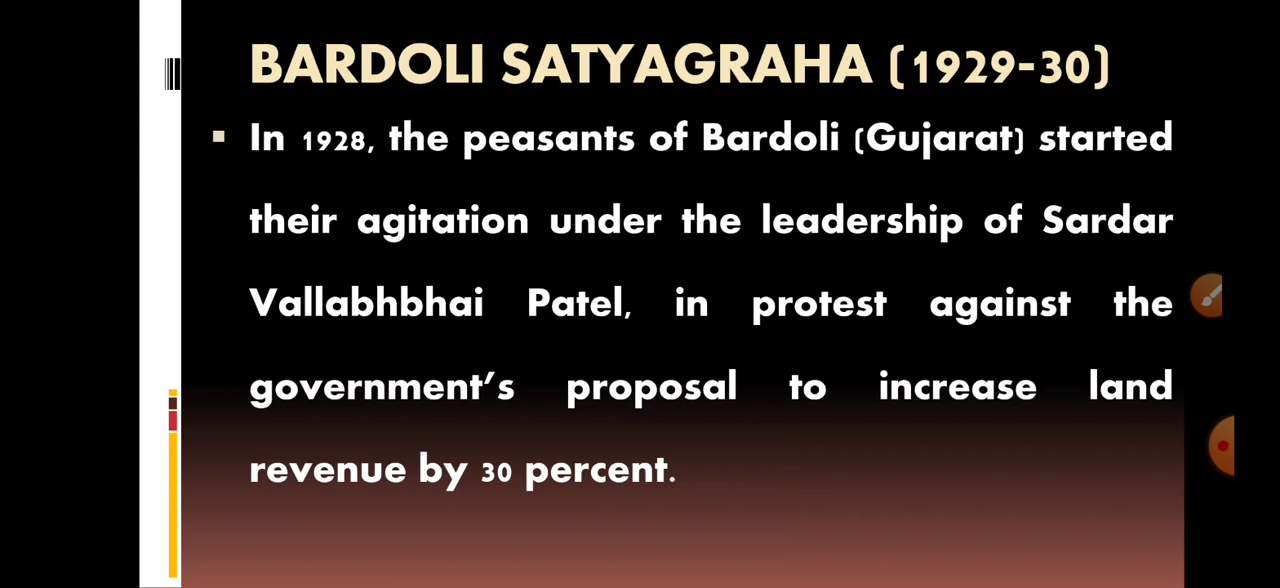 BARDOLI SATYAGRAHA (1929-30)
▪ In 1928, the peasants of Bardoli (Gujarat) started
their agitation under the leadership of Sardar
Vallabhbhai Patel, in protest against the
government’s proposal to increase land
revenue by 30 percent.